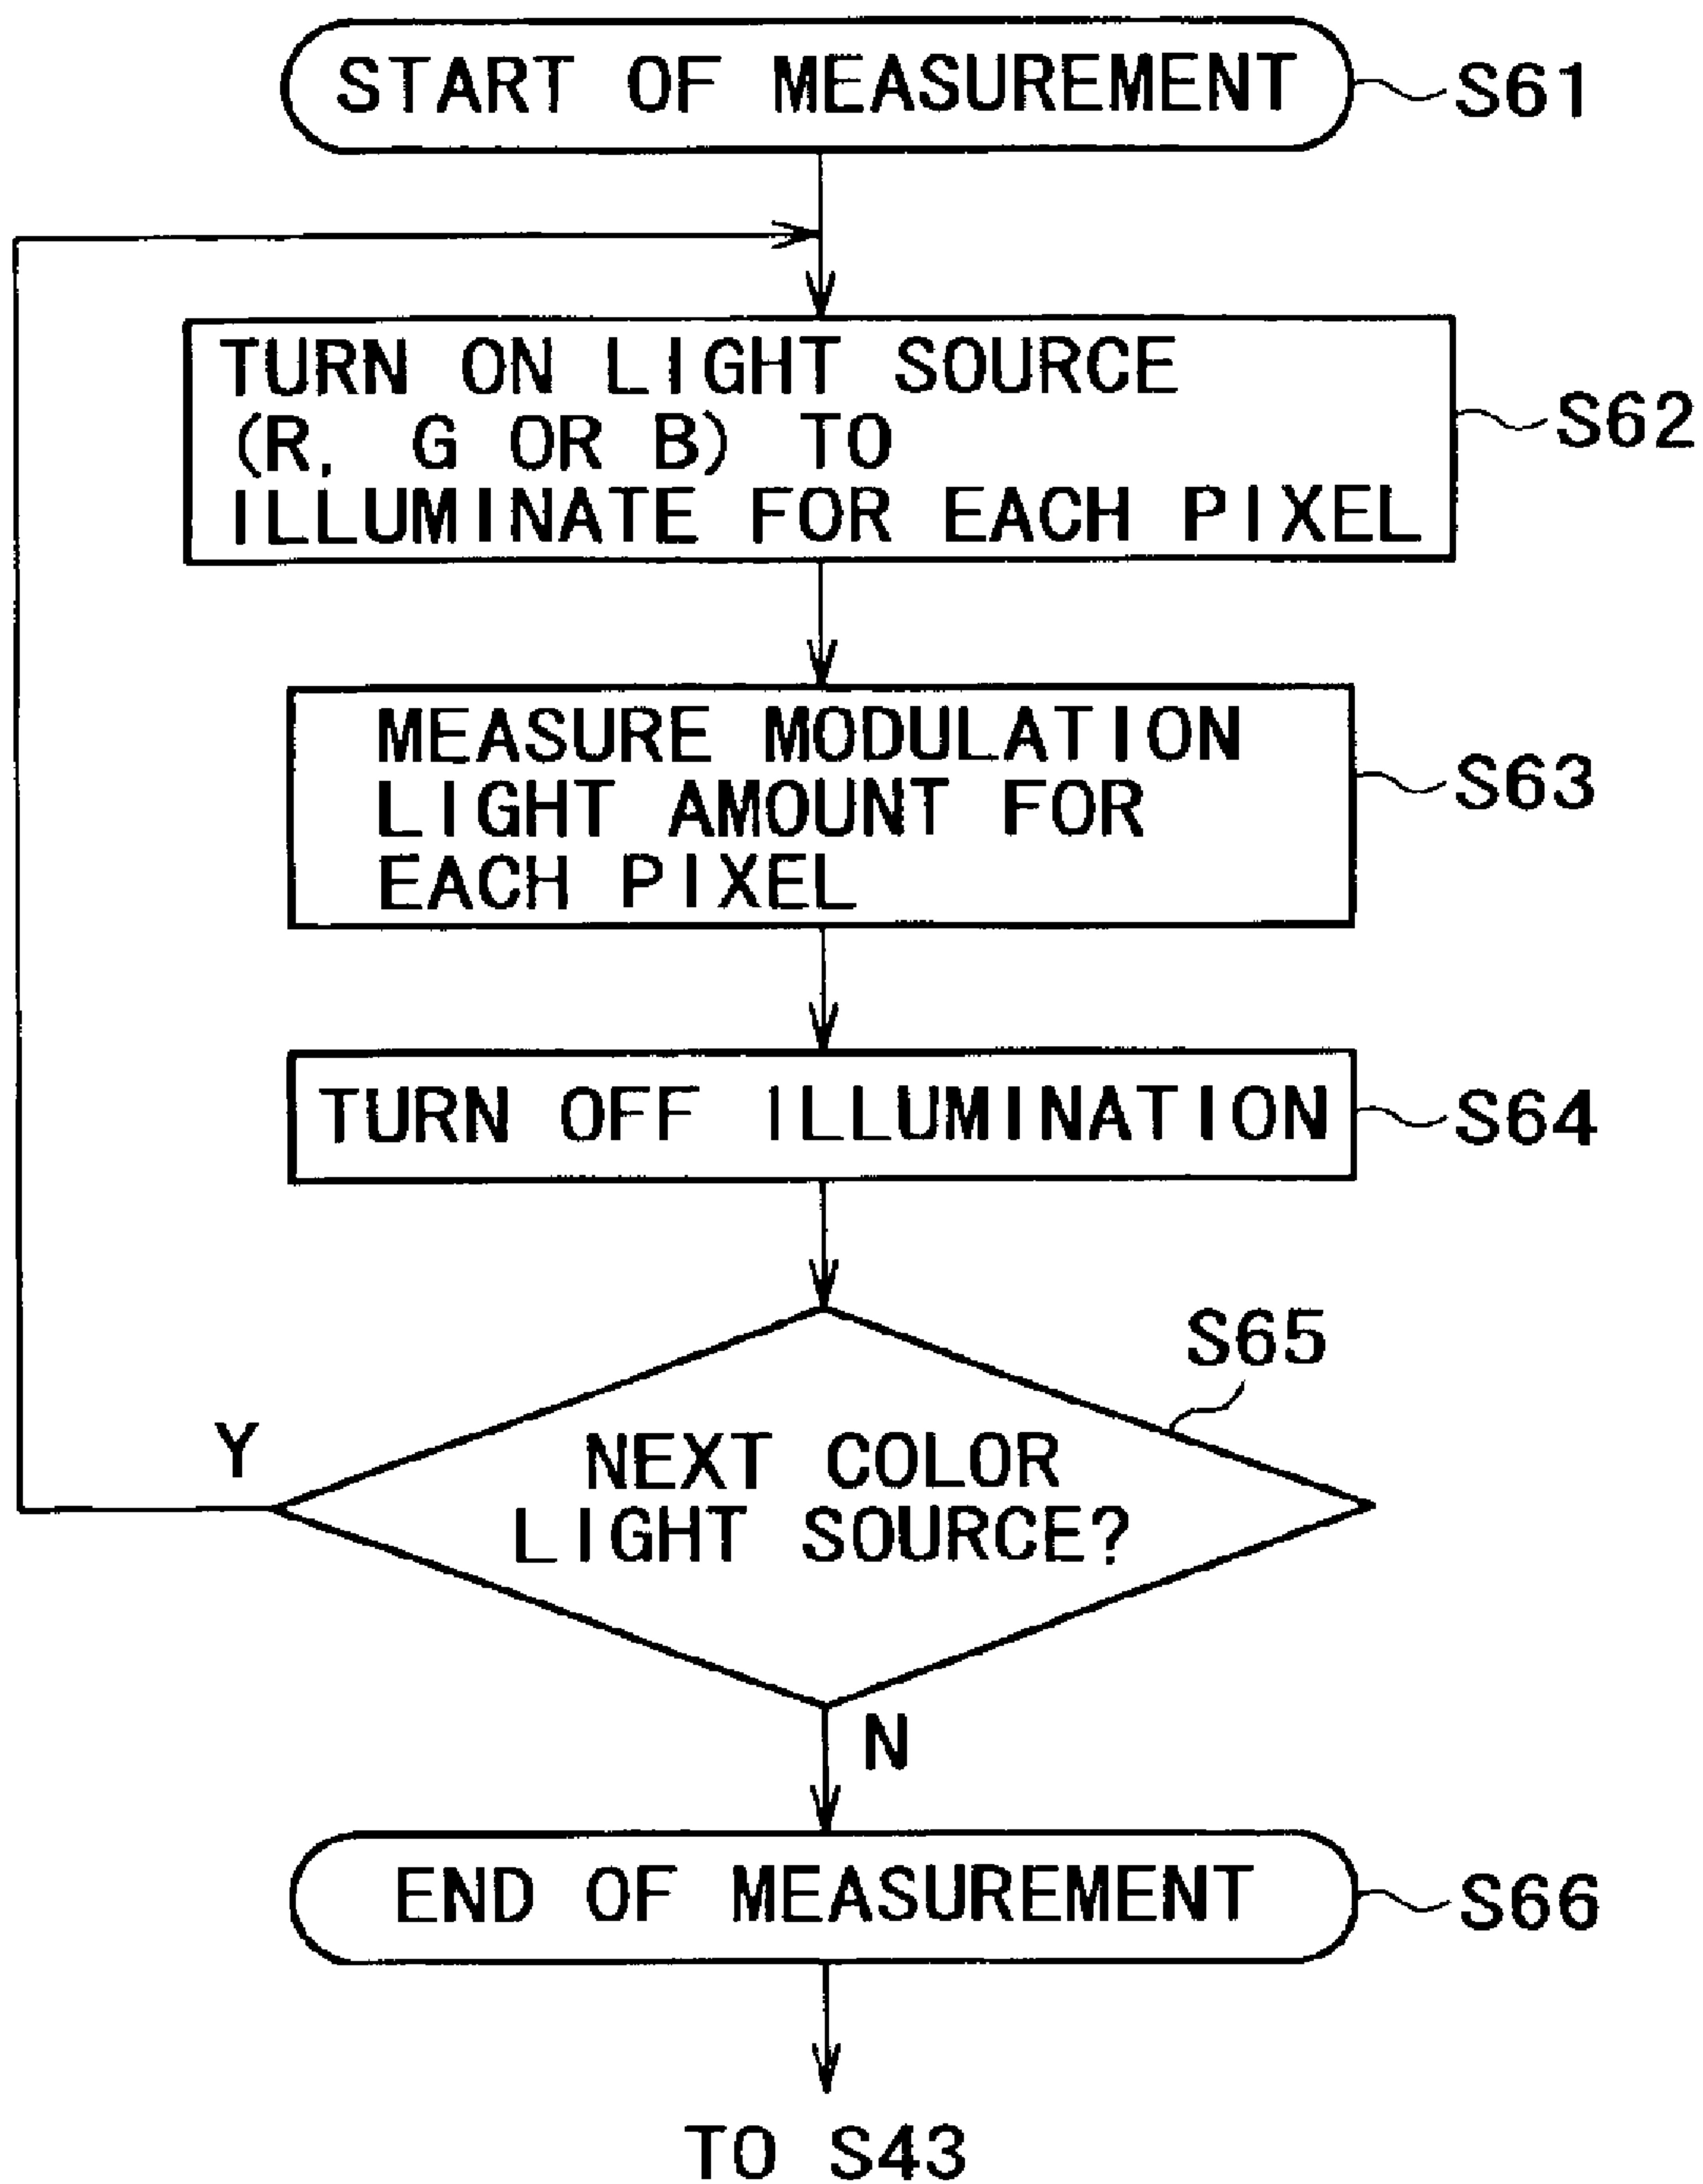 START OF MEASUREMENT
S61
TURN ON LIGHT SOURCE
(R, G OR B) TO
ILLUMINATE FOR EACH PIXEL
S62
MEASURE MODULATION
LIGHT AMOUNT FOR
EACH PIXEL
S63
TURN OFF ILLUMINATION
S64
S65
Y
NEXT COLOR
LIGHT SOURCE?
N
END OF MEASUREMENT
S66
TO S43